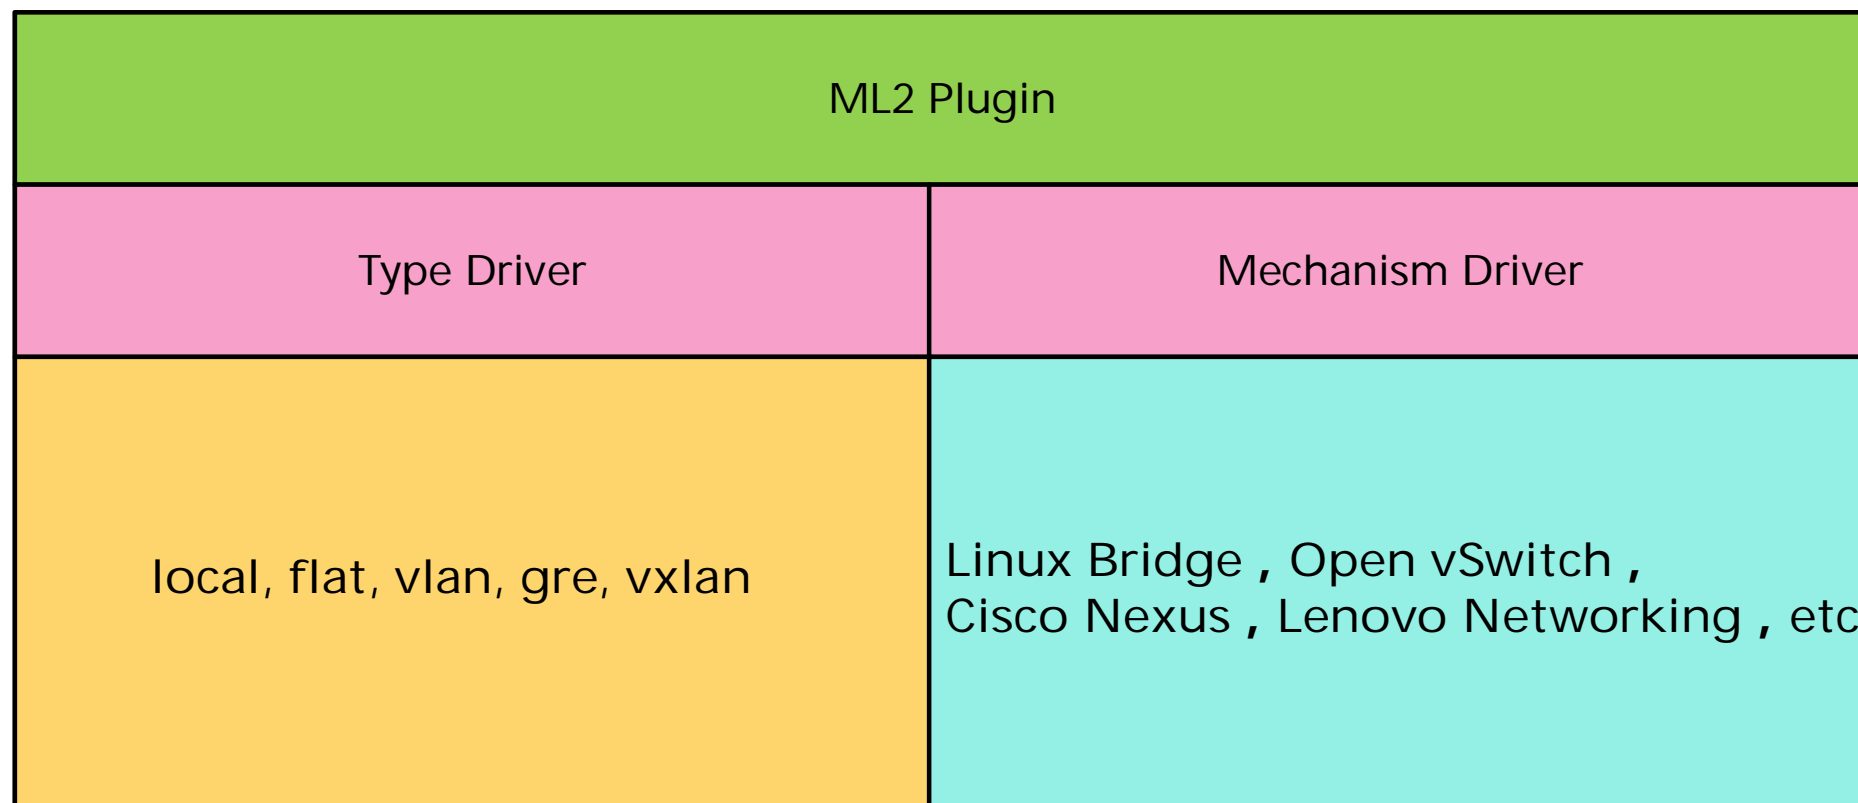 ML2 Plugin
Type Driver
Mechanism Driver
local, flat, vlan, gre, vxlan
Linux Bridge , Open vSwitch ,
Cisco Nexus , Lenovo Networking , etc